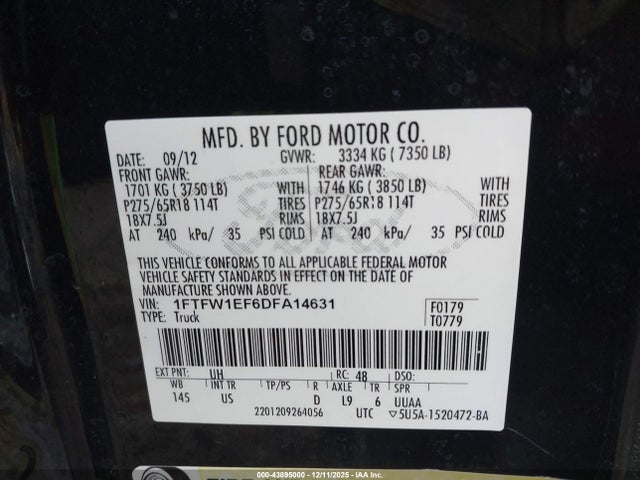 MFD. BY FORD MOTOR CO.
DATE: 09/12 GVWR: 3334 KG ( 7350 LB)
FRONT GAWR: REAR GAWR:
1701 KG ( 3750 LB) WITH 1746 KG ( 3850 LB) WITH
P275/65R18 114T TIRES P275/65R18 114T TIRES
18X7.5J RIMS 18X7.5J RIMS
AT 240 kPa/ 35 PSI COLD AT 240 kPa/ 35 PSI COLD
THIS VEHICLE CONFORMS TO ALL APPLICABLE FEDERAL MOTOR
VEHICLE SAFETY STANDARDS IN EFFECT ON THE DATE OF
MANUFACTURE SHOWN ABOVE.
VIN: 1FTFW1EF6DFA14631 F0179
TYPE: Truck T0779
EXT PNT: UH RC: 48 DSO:
WB INT TR TP/PS R AXLE TR SPR
145 US D L9 6 UUAA
2201209264056 UTC ▽5U5A-1520472-BA
000-43895000 - 12/11/2025 - IAA Inc.